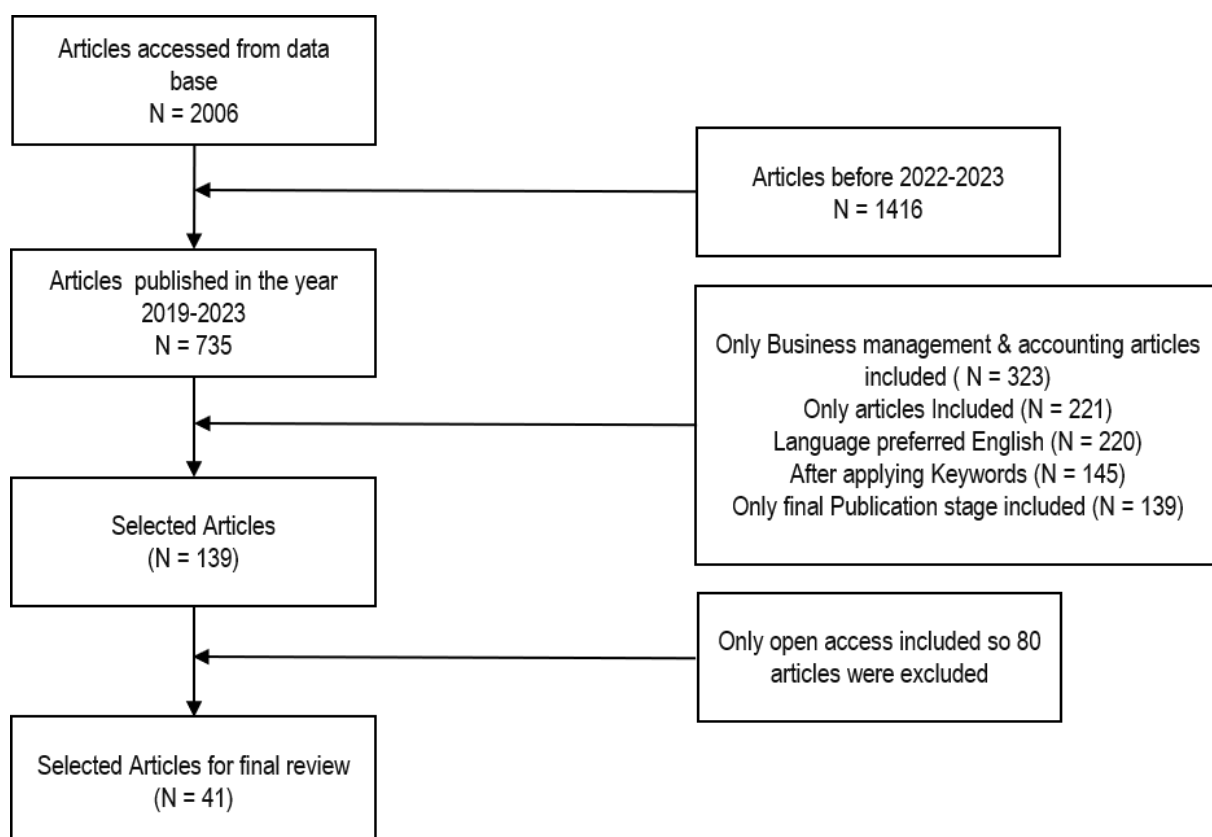 Articles accessed from data
base
N = 2006
Articles before 2022-2023
N = 1416
Articles published in the year
2019-2023
N = 735
Only Business management & accounting articles
included ( N = 323)
Only articles Included (N = 221)
Language preferred English (N = 220)
After applying Keywords (N = 145)
Only final Publication stage included (N = 139)
Selected Articles
(N = 139)
Only open access included so 80
articles were excluded
Selected Articles for final review
(N = 41)